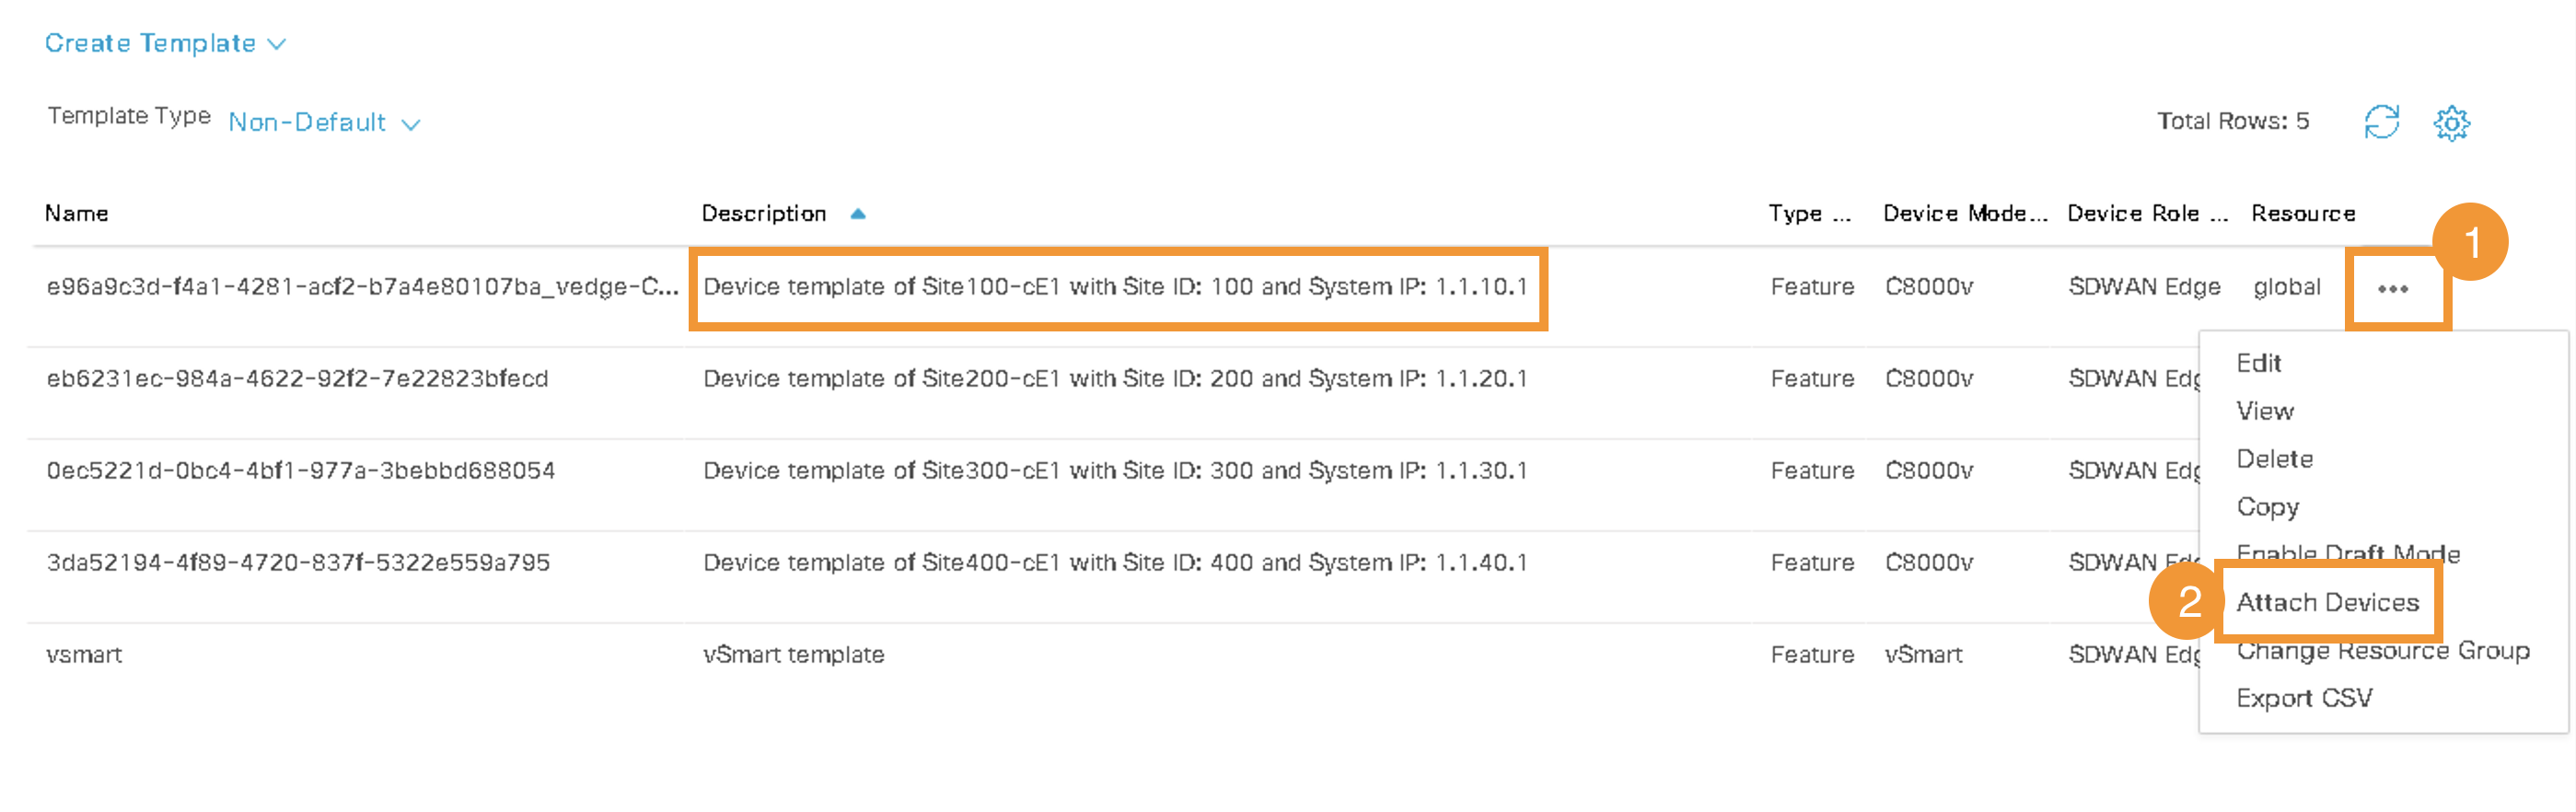 Create Template
Template Type Non-Default Total Rows: 5
Name Description Type ... Device Mode... Device Role ... Resource
1
e96a9c3d-f4a1-4281-acf2-b7a4e80107ba_vedge-C... Device template of Site100-cE1 with Site ID: 100 and System IP: 1.1.10.1 Feature C8000v SDWAN Edge global •••
eb6231ec-984a-4622-92f2-7e22823bfecd Device template of Site200-cE1 with Site ID: 200 and System IP: 1.1.20.1 Feature C8000v SDWAN Edg
0ec5221d-0bc4-4bf1-977a-3bebbd688054 Device template of Site300-cE1 with Site ID: 300 and System IP: 1.1.30.1 Feature C8000v SDWAN Edg
3da52194-4f89-4720-837f-5322e559a795 Device template of Site400-cE1 with Site ID: 400 and System IP: 1.1.40.1 Feature C8000v SDWAN Edg
vsmart vSmart template Feature vSmart SDWAN Edg
Edit
View
Delete
Copy
Enable Draft Mode
2 Attach Devices
Change Resource Group
Export CSV